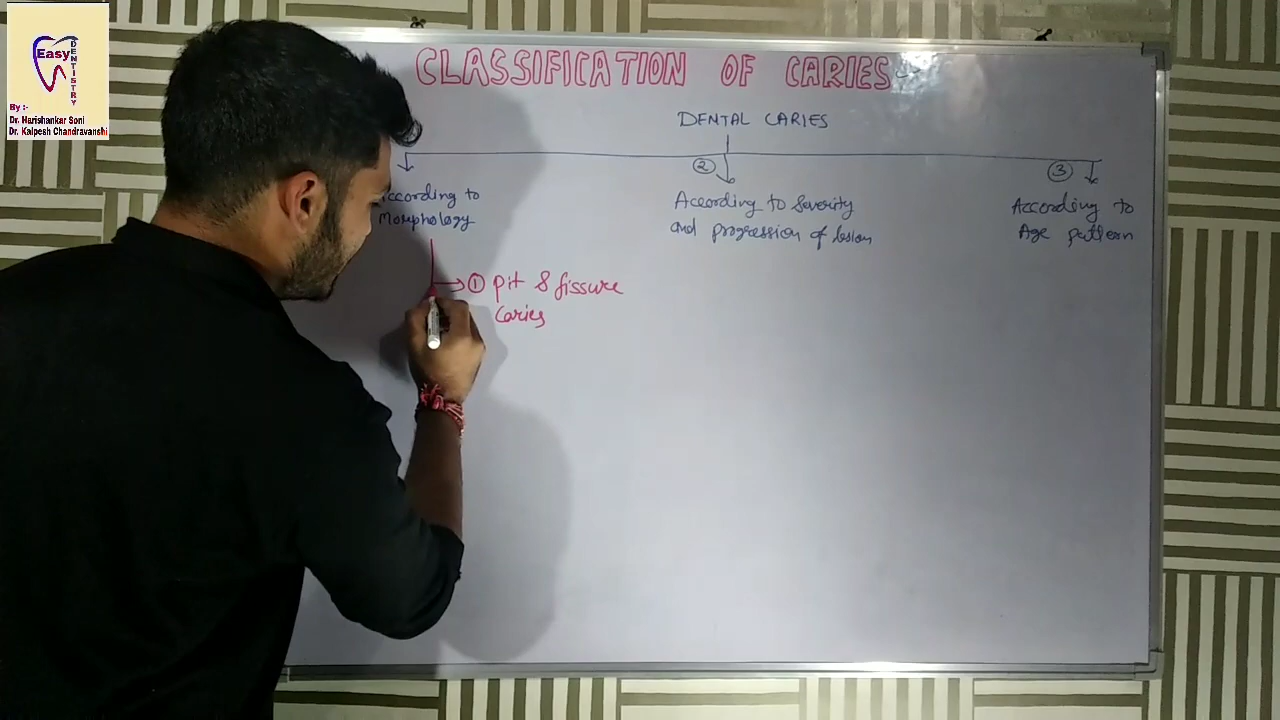 Easy
DENTISTRY
By :-
Dr. Harishankar Soni
Dr. Kalpesh Chandravanshi
CLASSIFICATION OF CARIES -
DENTAL CARIES
② ③
According to
Morphology
According to Severity
and progression of lesion
According to
Age pattern
→ ① pit & fissure
Caries